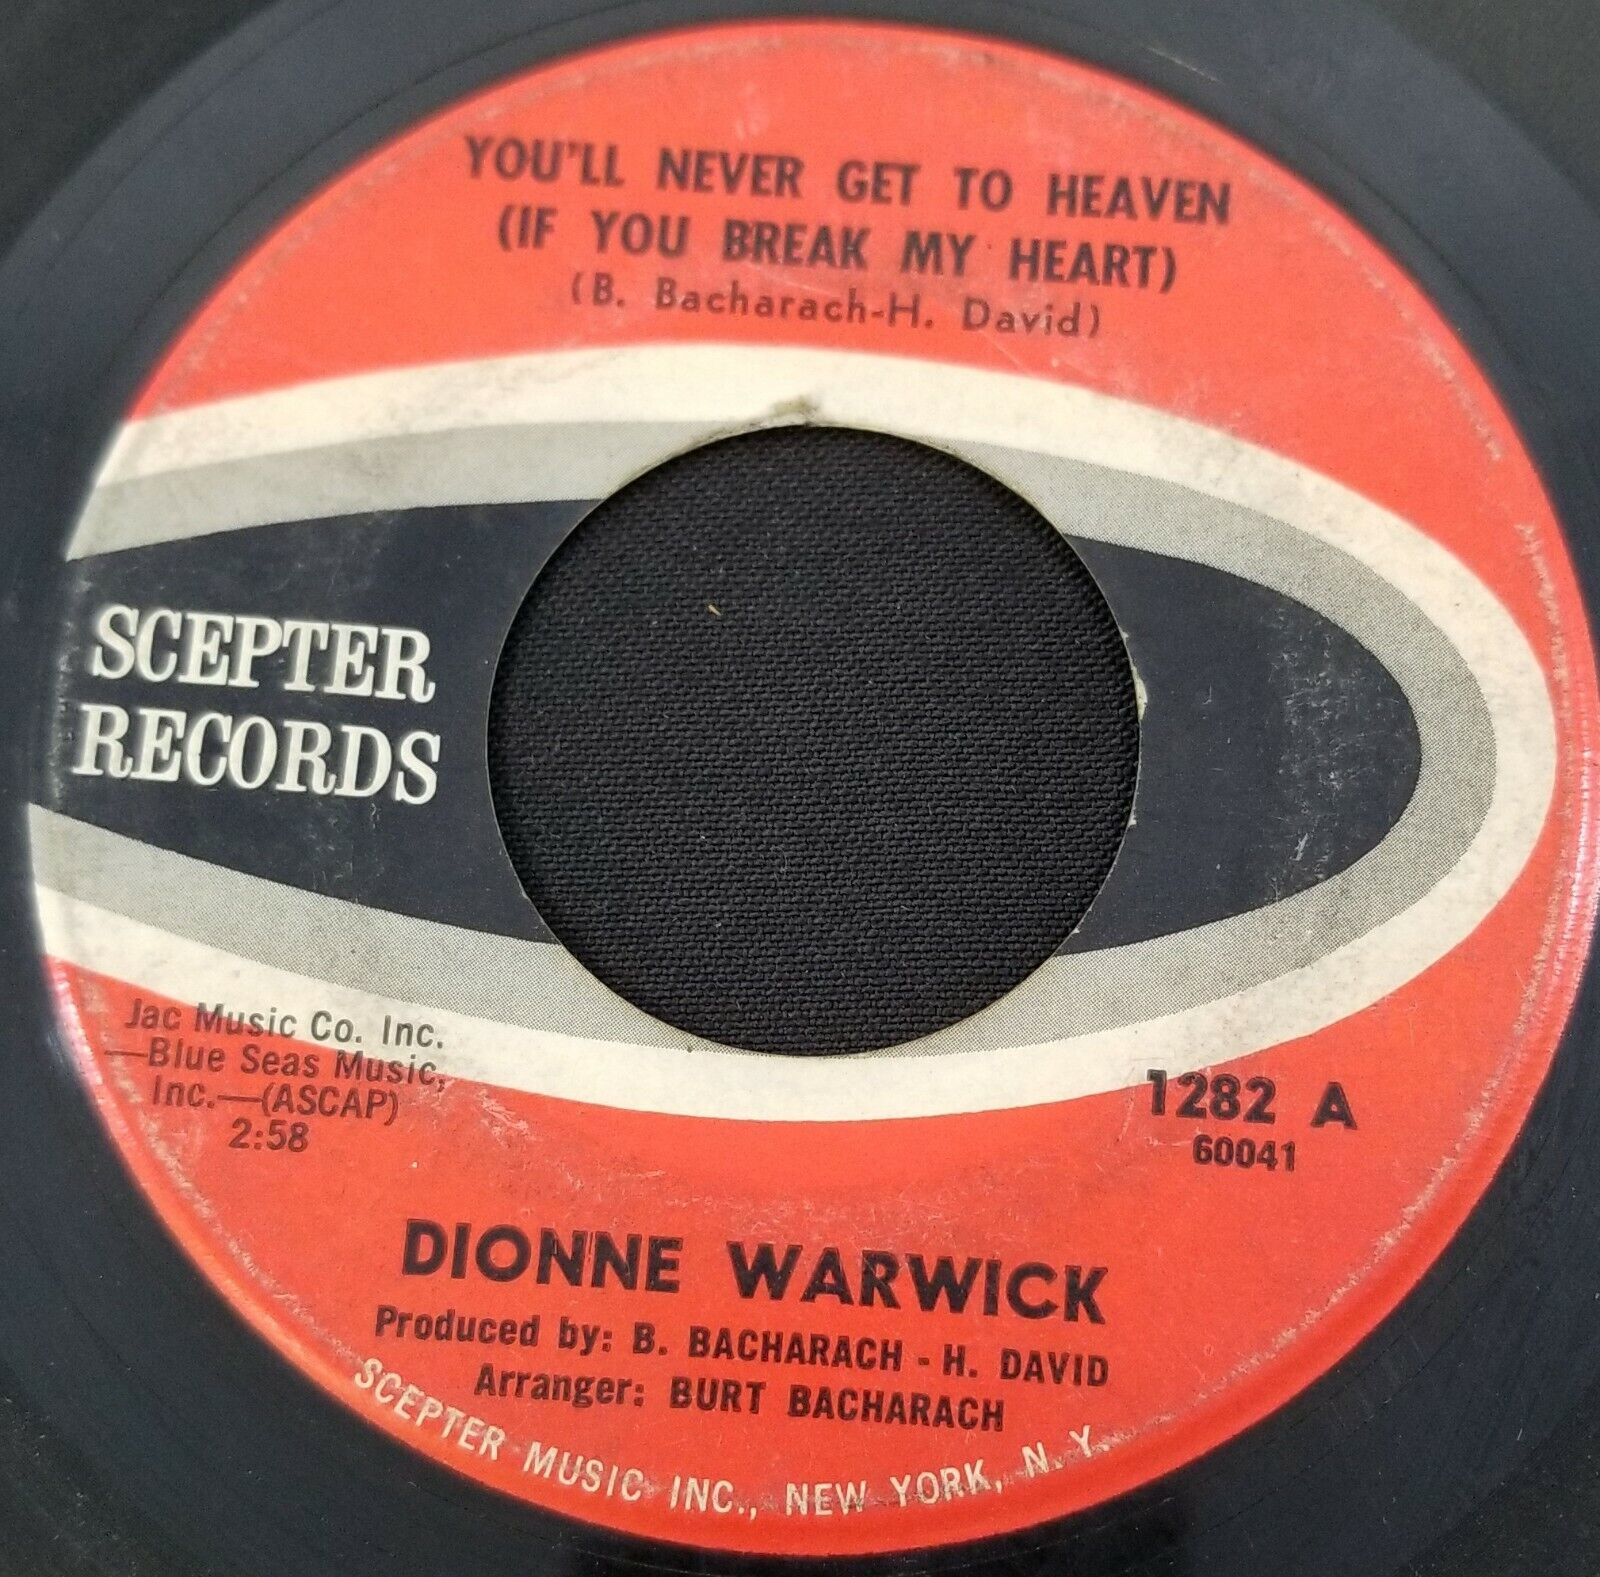 YOU'LL NEVER GET TO HEAVEN
(IF YOU BREAK MY HEART)
(B. Bacharach-H. David)
SCEPTER
RECORDS
Jac Music Co. Inc.
—Blue Seas Music,
Inc.—(ASCAP)
2:58
1282 A
60041
DIONNE WARWICK
Produced by: B. BACHARACH - H. DAVID
Arranger: BURT BACHARACH
SCEPTER MUSIC INC., NEW YORK, N. Y.